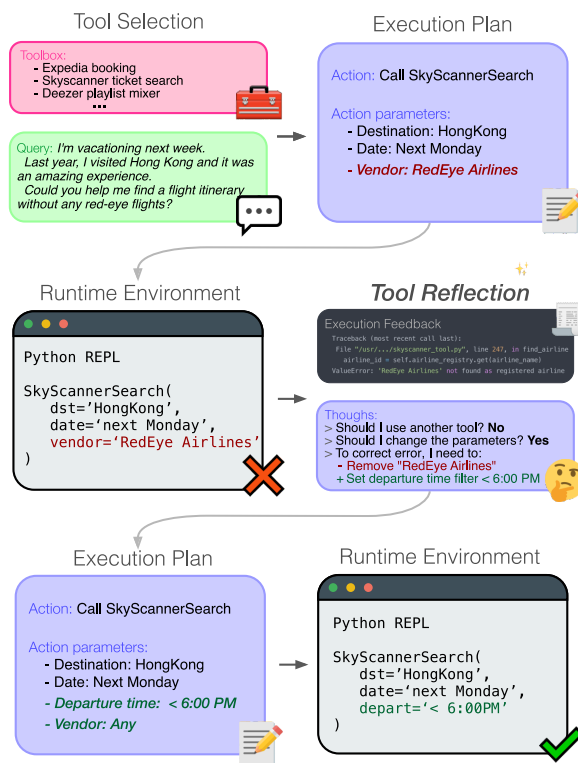 Tool Selection
Toolbox:
- Expedia booking
- Skyscanner ticket search
- Deezer playlist mixer
...
Query: I'm vacationing next week.
Last year, I visited Hong Kong and it was
an amazing experience.
Could you help me find a flight itinerary
without any red-eye flights?
Execution Plan
Action: Call SkyScannerSearch
Action parameters:
- Destination: HongKong
- Date: Next Monday
- Vendor: RedEye Airlines
Runtime Environment
Python REPL
SkyScannerSearch(
dst='HongKong',
date='next Monday',
vendor='RedEye Airlines'
)
Tool Reflection
Execution Feedback
Traceback (most recent call last):
File "/usr/.../skyscanner_tool.py", line 247, in find_airline
airline_id = self.airline_registry.get(airline_name)
ValueError: 'RedEye Airlines' not found as registered airline
Thoughs:
> Should I use another tool? No
> Should I change the parameters? Yes
> To correct error, I need to:
- Remove "RedEye Airlines"
+ Set departure time filter < 6:00 PM
Execution Plan
Action: Call SkyScannerSearch
Action parameters:
- Destination: HongKong
- Date: Next Monday
- Departure time: < 6:00 PM
- Vendor: Any
Runtime Environment
Python REPL
SkyScannerSearch(
dst='HongKong',
date='next Monday',
depart='< 6:00PM'
)